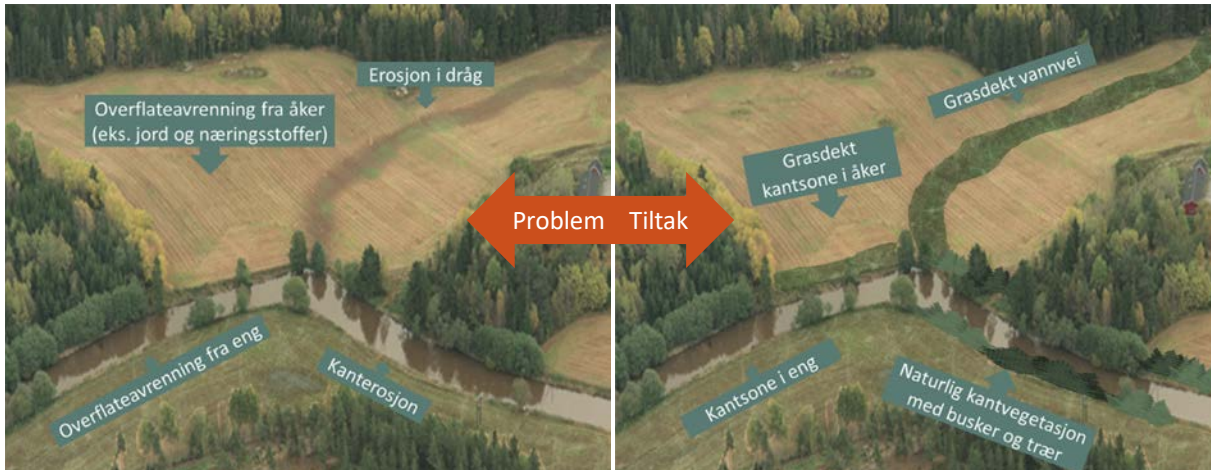 Erosjon i dråg
Overflateavrenning fra åker
(eks. jord og næringsstoffer)
Overflateavrenning fra eng
Kanterosjon
Problem Tiltak
Grasdekt vannvei
Grasdekt
kantsone i åker
Kantsone i eng
Naturlig kantvegetasjon
med busker og trær